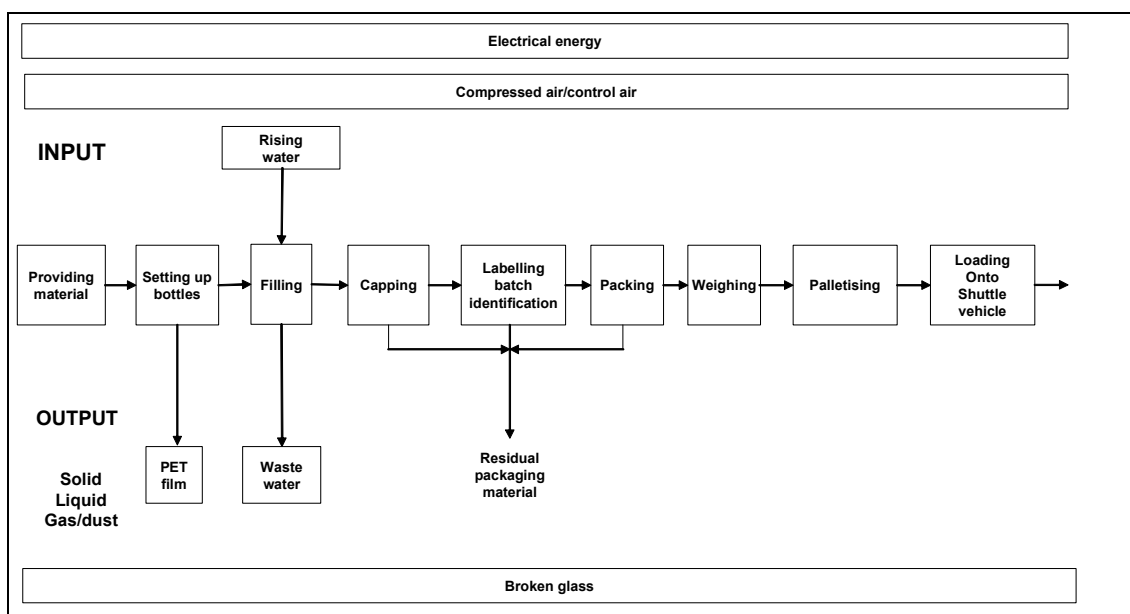 Electrical energy
Compressed air/control air
INPUT
Rising
water
Providing
material
Setting up
bottles
Filling
Capping
Labelling
batch
identification
Packing
Weighing
Palletising
Loading
Onto
Shuttle
vehicle
OUTPUT
Solid
Liquid
Gas/dust
PET
film
Waste
water
Residual
packaging
material
Broken glass